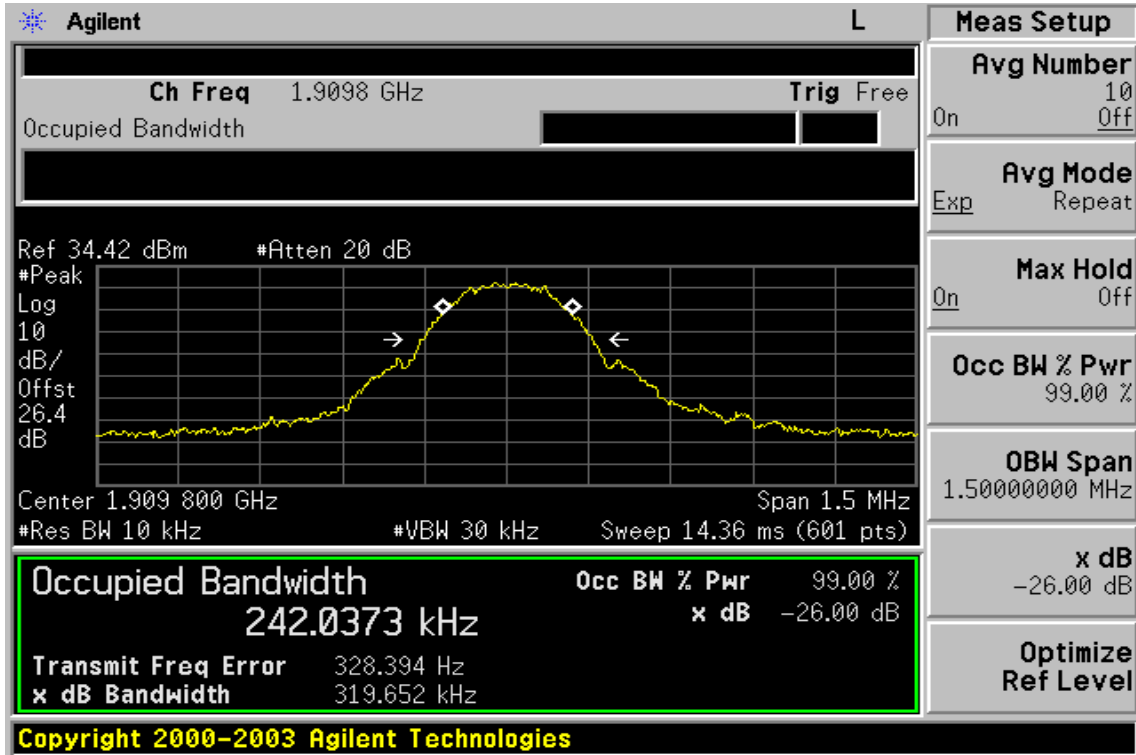 Agilent L
Meas Setup
Ch Freq 1.9098 GHz Trig Free
Occupied Bandwidth
Ref 34.42 dBm #Atten 20 dB
#Peak
Log
10
dB/
Offst
26.4
dB
Center 1.909 800 GHz Span 1.5 MHz
#Res BW 10 kHz #VBW 30 kHz Sweep 14.36 ms (601 pts)
Occupied Bandwidth Occ BW % Pwr 99.00 %
242.0373 kHz x dB -26.00 dB
Transmit Freq Error 328.394 Hz
x dB Bandwidth 319.652 kHz
Avg Number
10
On Off
Avg Mode
Exp Repeat
Max Hold
On Off
Occ BW % Pwr
99.00 %
OBW Span
1.50000000 MHz
x dB
-26.00 dB
Optimize
Ref Level
Copyright 2000-2003 Agilent Technologies